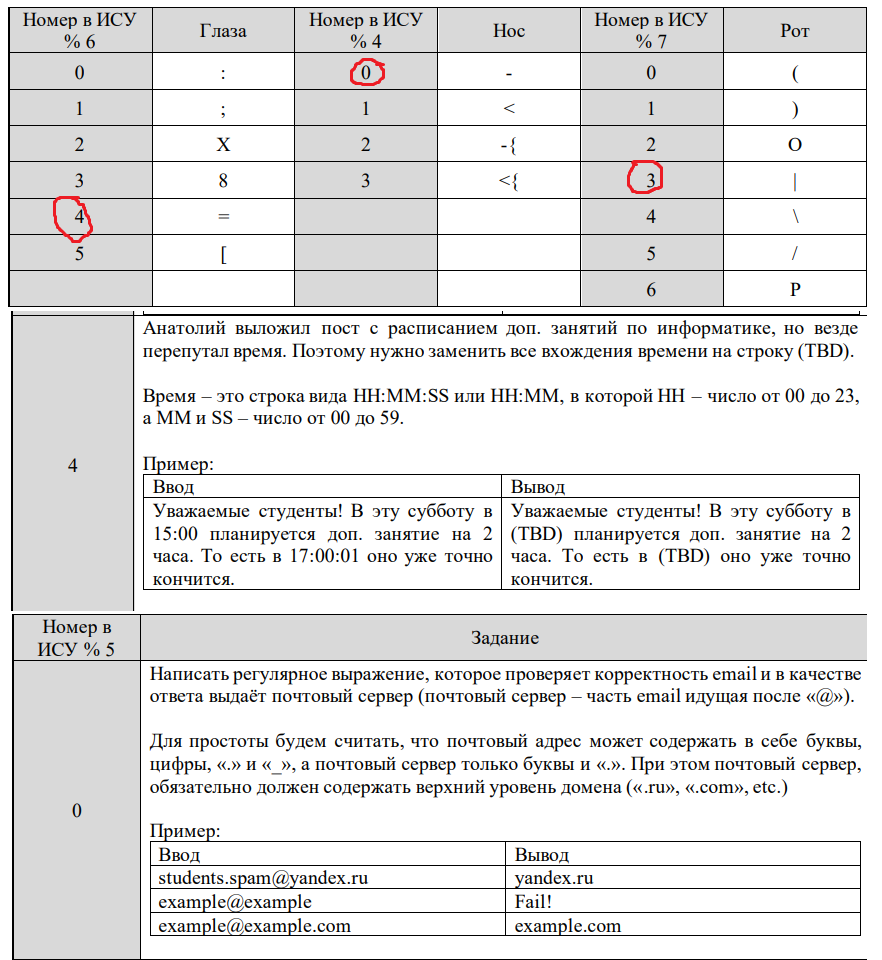 Номер в ИСУ % 6 Глаза Номер в ИСУ % 4 Нос Номер в ИСУ % 7 Рот
0 : 0 - 0 (
1 ; 1 < 1 )
2 X 2 -{ 2 O
3 8 3 <{ 3 |
4 = 4 \
5 [ 5 /
6 P
Анатолий выложил пост с расписанием доп. занятий по информатике, но везде
перепутал время. Поэтому нужно заменить все вхождения времени на строку (TBD).
Время – это строка вида HH:MM:SS или HH:MM, в которой HH – число от 00 до 23,
а MM и SS – число от 00 до 59.
4
Пример:
Ввод Вывод
Уважаемые студенты! В эту субботу в Уважаемые студенты! В эту субботу в
15:00 планируется доп. занятие на 2 (TBD) планируется доп. занятие на 2
часа. То есть в 17:00:01 оно уже точно часа. То есть в (TBD) оно уже точно
кончится. кончится.
Номер в ИСУ % 5 Задание
Написать регулярное выражение, которое проверяет корректность email и в качестве
ответа выдаёт почтовый сервер (почтовый сервер – часть email идущая после «@»).
Для простоты будем считать, что почтовый адрес может содержать в себе буквы,
цифры, «.» и «_», а почтовый сервер только буквы и «.». При этом почтовый сервер,
обязательно должен содержать верхний уровень домена («.ru», «.com», etc.)
0
Пример:
Ввод Вывод
students.spam@yandex.ru yandex.ru
example@example Fail!
example@example.com example.com